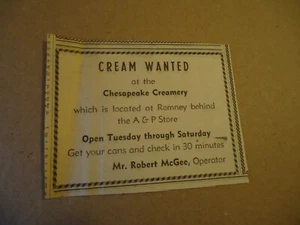 CREAM WANTED
at the
Chesapeake Creamery
which is located at Romney behind
the A & P Store
Open Tuesday through Saturday
Get your cans and check in 30 minutes
Mr. Robert McGee, Operator